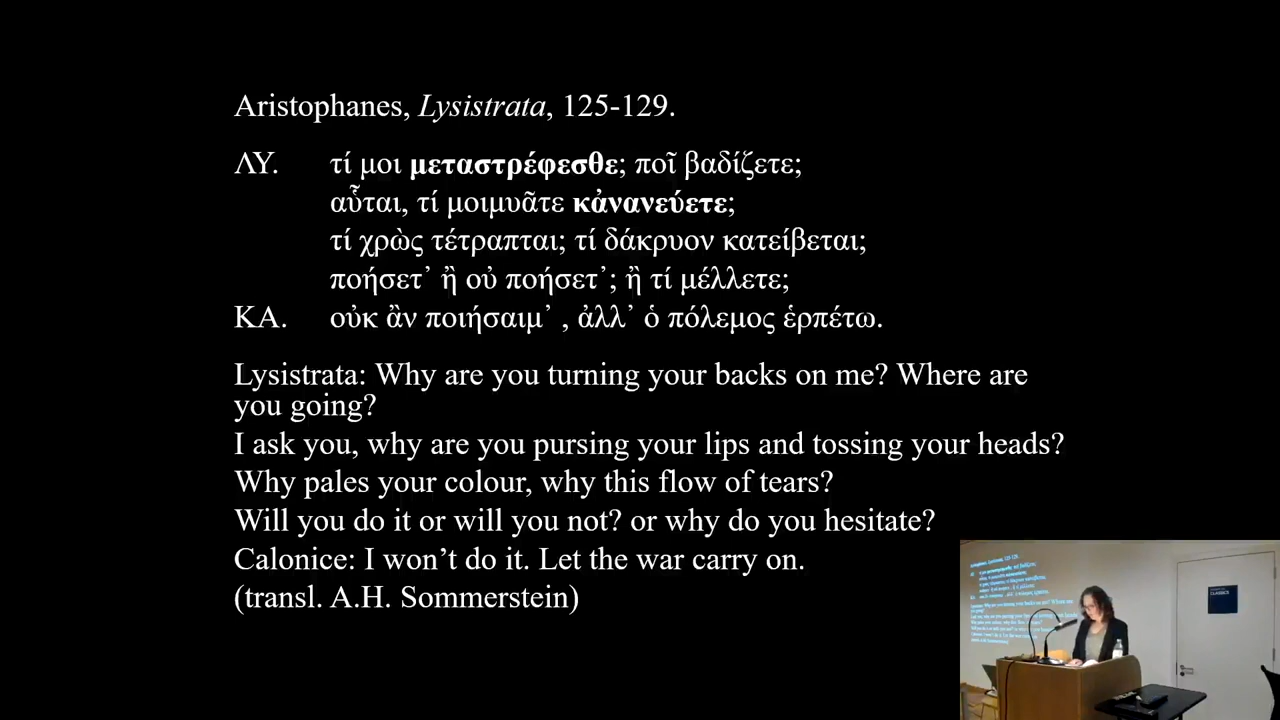 Aristophanes, Lysistrata, 125-129.
ΛΥ. τί μοι μεταστρέφεσθε; ποῖ βαδίζετε;
αὗται, τί μοιμυᾶτε κἀνανεύετε;
τί χρὼς τέτραπται; τί δάκρυον κατείβεται;
ποήσετ᾽ ἢ οὐ ποήσετ᾽; ἢ τί μέλλετε;
ΚΑ. οὐκ ἂν ποιήσαιμ᾽ , ἀλλ᾽ ὁ πόλεμος ἑρπέτω.
Lysistrata: Why are you turning your backs on me? Where are
you going?
I ask you, why are you pursing your lips and tossing your heads?
Why pales your colour, why this flow of tears?
Will you do it or will you not? or why do you hesitate?
Calonice: I won’t do it. Let the war carry on.
(transl. A.H. Sommerstein)
CLASSICS